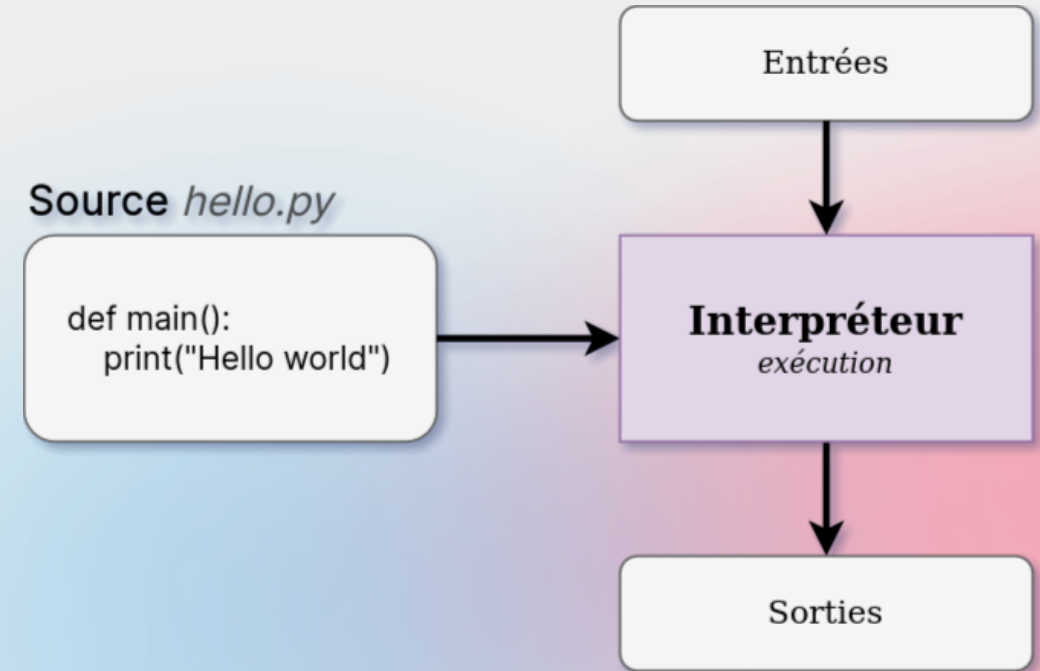 Entrées
Source hello.py
def main():
print("Hello world")
Interpréteur
exécution
Sorties